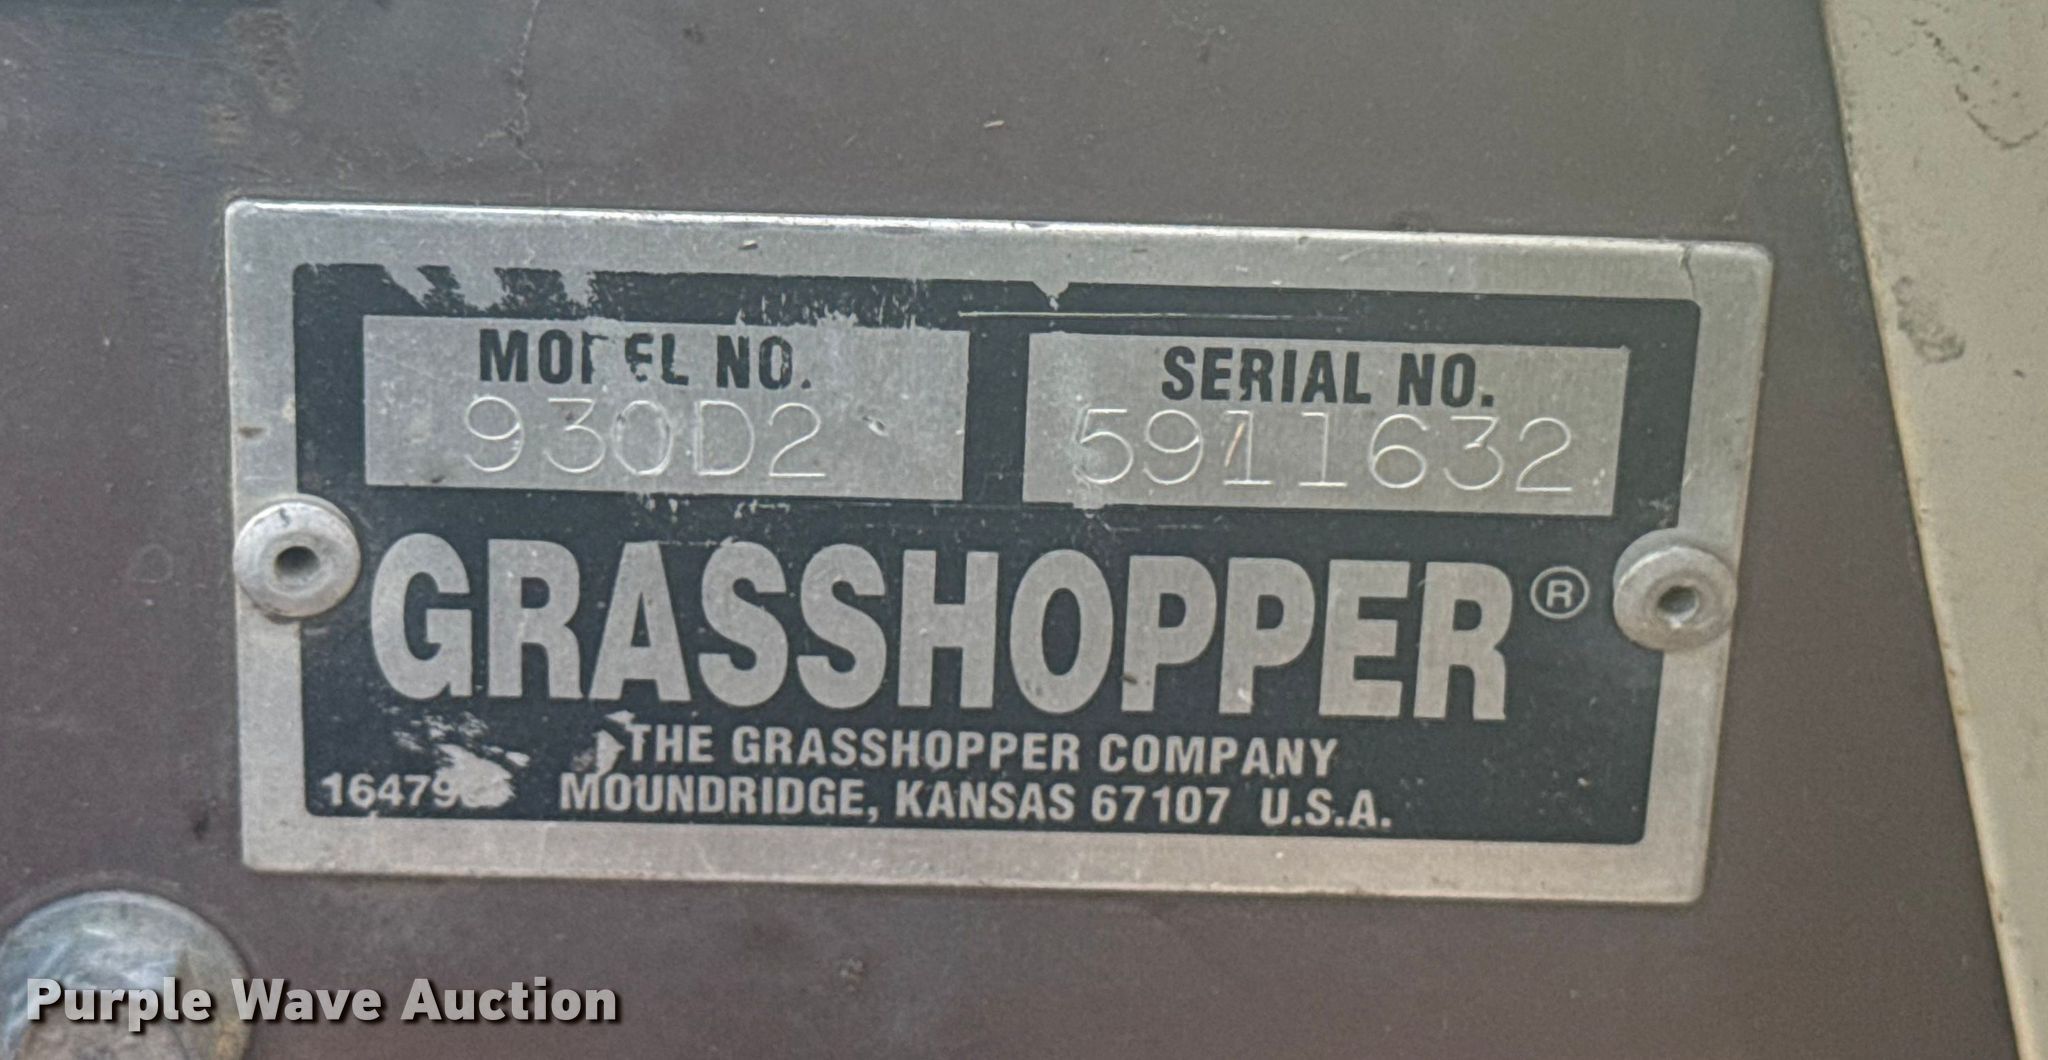 MODEL NO.
930D2
SERIAL NO.
5911632
GRASSHOPPER®
THE GRASSHOPPER COMPANY
MOUNDRIDGE, KANSAS 67107 U.S.A.
Purple Wave Auction